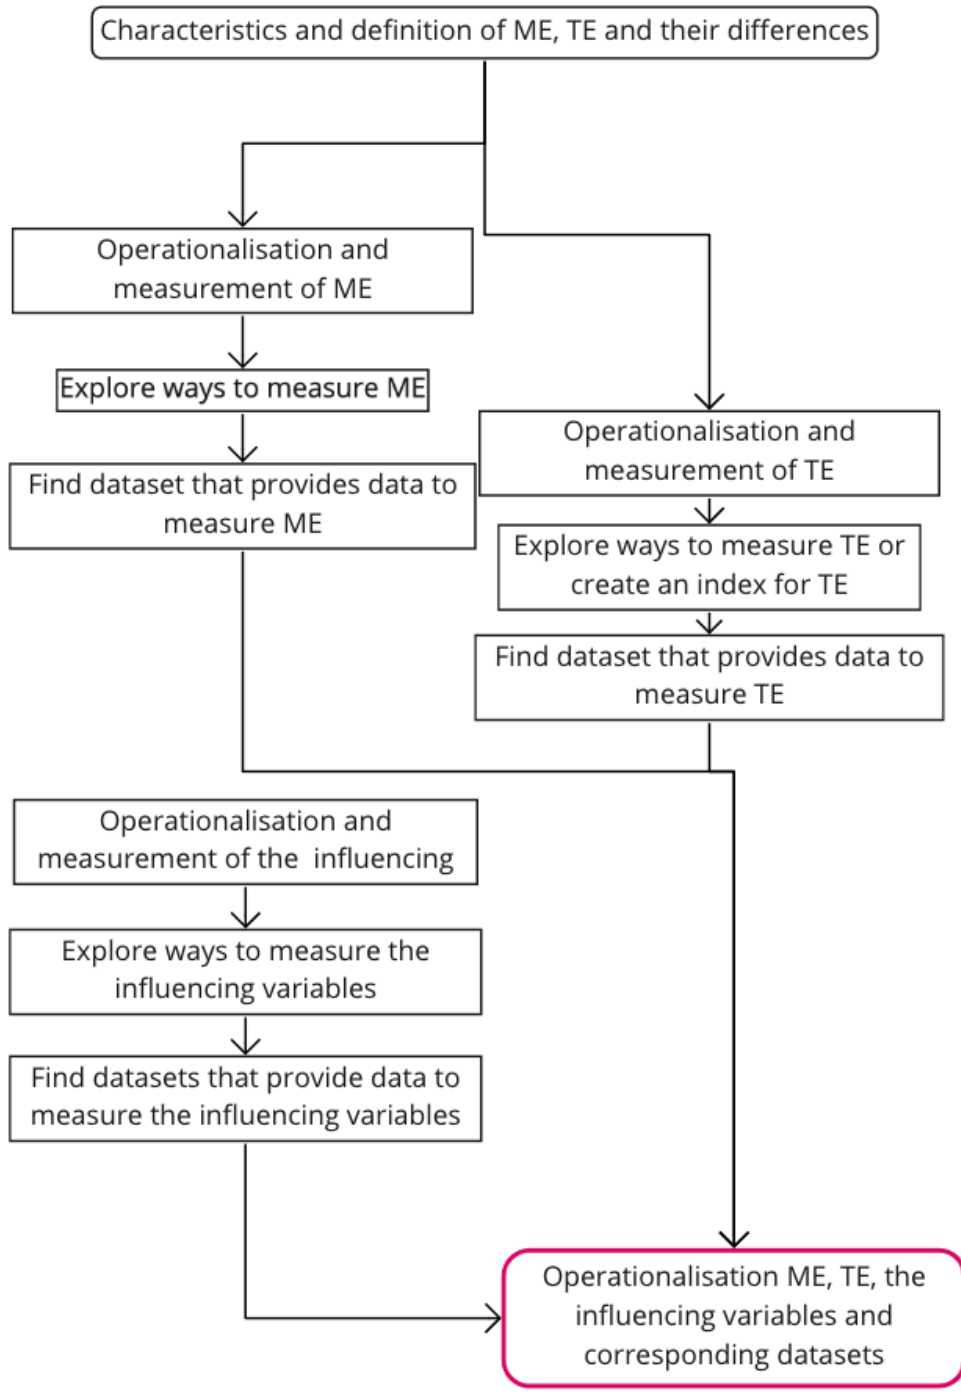 Characteristics and definition of ME, TE and their differences
Operationalisation and
measurement of ME
Explore ways to measure ME
Find dataset that provides data to
measure ME
Operationalisation and
measurement of TE
Explore ways to measure TE or
create an index for TE
Find dataset that provides data to
measure TE
Operationalisation and
measurement of the  influencing
Explore ways to measure the
influencing variables
Find datasets that provide data to
measure the influencing variables
Operationalisation ME, TE, the
influencing variables and
corresponding datasets